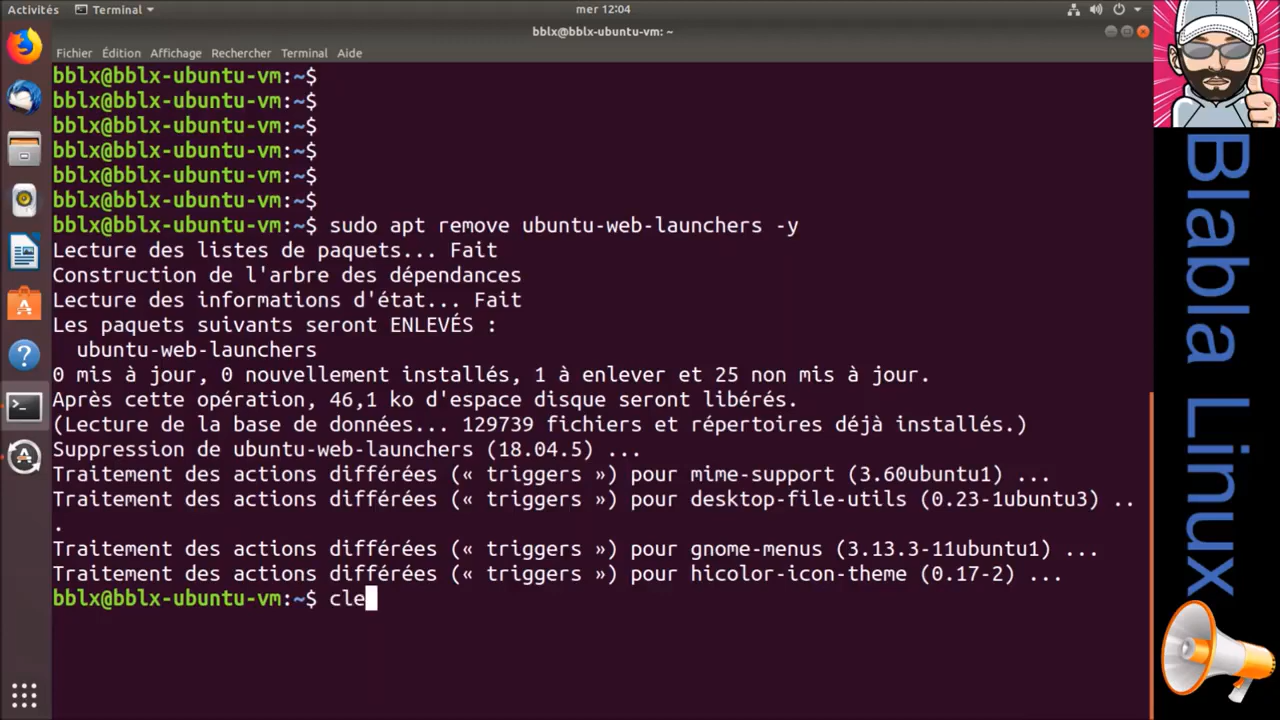 Activités
Terminal
mer 12:04
bblx@bblx-ubuntu-vm: ~
Fichier Édition Affichage Rechercher Terminal Aide
bblx@bblx-ubuntu-vm:~$
bblx@bblx-ubuntu-vm:~$
bblx@bblx-ubuntu-vm:~$
bblx@bblx-ubuntu-vm:~$
bblx@bblx-ubuntu-vm:~$
bblx@bblx-ubuntu-vm:~$
bblx@bblx-ubuntu-vm:~$ sudo apt remove ubuntu-web-launchers -y
Lecture des listes de paquets... Fait
Construction de l'arbre des dépendances
Lecture des informations d'état... Fait
Les paquets suivants seront ENLEVÉS :
ubuntu-web-launchers
0 mis à jour, 0 nouvellement installés, 1 à enlever et 25 non mis à jour.
Après cette opération, 46,1 ko d'espace disque seront libérés.
(Lecture de la base de données... 129739 fichiers et répertoires déjà installés.)
Suppression de ubuntu-web-launchers (18.04.5) ...
Traitement des actions différées (« triggers ») pour mime-support (3.60ubuntu1) ...
Traitement des actions différées (« triggers ») pour desktop-file-utils (0.23-1ubuntu3) ..
.
Traitement des actions différées (« triggers ») pour gnome-menus (3.13.3-11ubuntu1) ...
Traitement des actions différées (« triggers ») pour hicolor-icon-theme (0.17-2) ...
bblx@bblx-ubuntu-vm:~$ cle
Blabla Linux